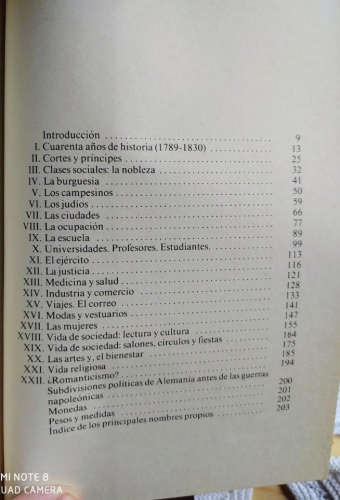 Introducción 9
I. Cuarenta años de historia (1789-1830) 13
II. Cortes y príncipes 25
III. Clases sociales: la nobleza 32
IV. La burguesia 41
V. Los campesinos 50
VI. Los judíos 59
VII. Las ciudades 66
VIII. La ocupación 77
IX. La escuela 89
X. Universidades. Profesores. Estudiantes. 99
XI. El ejército 113
XII. La justicia 116
XIII. Medicina y salud 121
XIV. Industria y comercio 128
XV. Viajes. El correo 133
XVI. Modas y vestuarios 141
XVII. Las mujeres 147
XVIII. Vida de sociedad: lectura y cultura 155
XIX. Vida de sociedad: salones, círculos y fiestas 164
XX. Las artes y, el bienestar 175
XXI. Vida religiosa 185
XXII. ¿Romanticismo? 194
Subdivisiones políticas de Alemania antes de las guerras
napoleónicas 200
Monedas 201
Pesos y medidas 202
Índice de los principales nombres propios 203
MI NOTE 8
UAD CAMERA